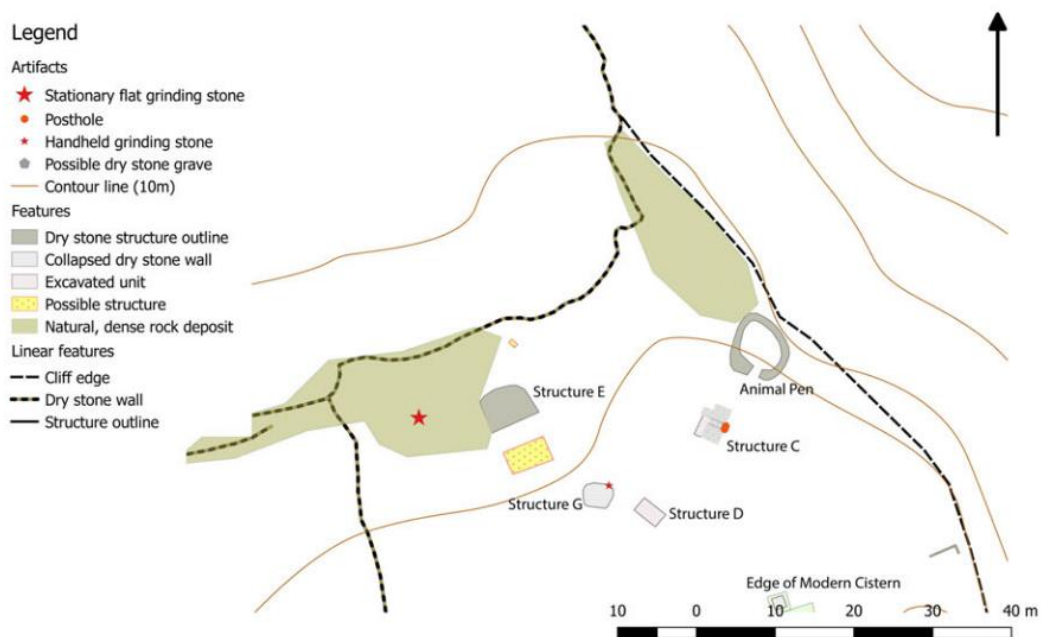 Legend
Artifacts
Stationary flat grinding stone
Posthole
Handheld grinding stone
Possible dry stone grave
Contour line (10m)
Features
Dry stone structure outline
Collapsed dry stone wall
Excavated unit
Possible structure
Natural, dense rock deposit
Linear features
Cliff edge
Dry stone wall
Structure outline
Structure E
Animal Pen
Structure C
Structure G
Structure D
Edge of Modern Cistern
10 0 10 20 30 40 m